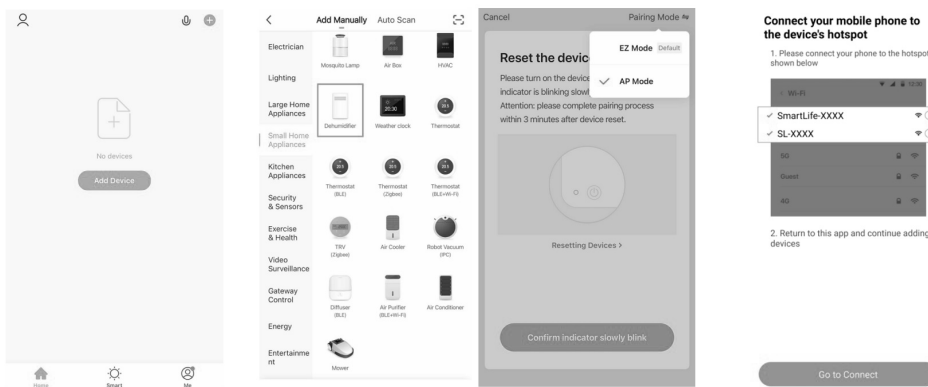 No devices
Add Device
Home
Smart
Me
Add Manually
Auto Scan
Electrician
Lighting
Large Home
Appliances
Small Home
Appliances
Kitchen
Appliances
Security
& Sensors
Exercise
& Health
Video
Surveillance
Gateway
Control
Energy
Entertainme
nt
Mosquito Lamp
Air Box
HVAC
Dehumidifier
20:30
Weather clock
Thermostat
Thermostat
(BLE)
Thermostat
(Zigbee)
Thermostat
(BLE+Wi-Fi)
TRV
(Zigbee)
Air Cooler
Robot Vacuum
(IPC)
Diffuser
(BLE)
Air Purifier
(BLE+Wi-Fi)
Air Conditioner
Mower
Cancel
Pairing Mode
EZ Mode Default
AP Mode
Reset the devic
Please turn on the device
indicator is blinking slowl
Attention: please complete pairing process
within 3 minutes after device reset.
Resetting Devices >
Confirm indicator slowly blink
Connect your mobile phone to
the device's hotspot
1. Please connect your phone to the hotspot
shown below
12:30
Wi-Fi
SmartLife-XXXX
SL-XXXX
5G
Guest
4G
2. Return to this app and continue adding
devices
Go to Connect